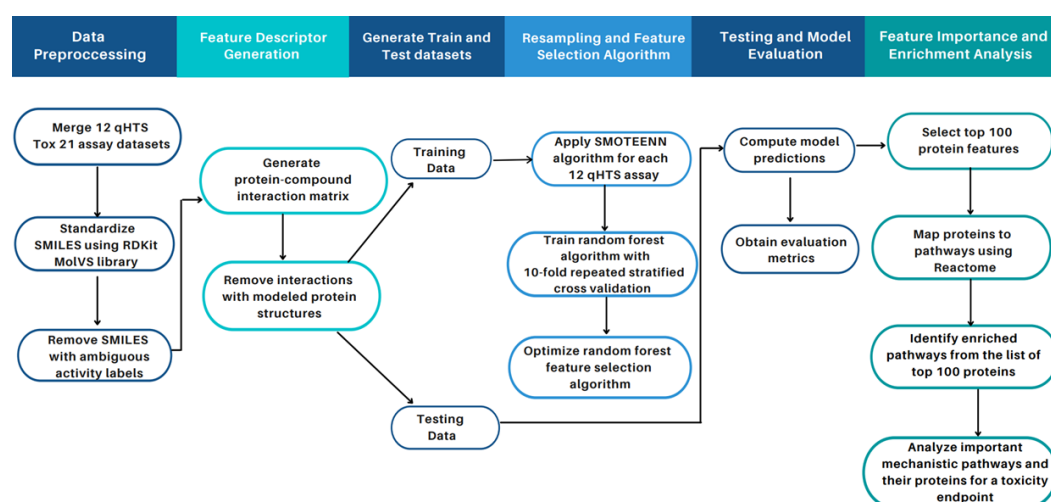 Data
Preproccessing
Feature Descriptor
Generation
Generate Train and
Test datasets
Resampling and Feature
Selection Algorithm
Testing and Model
Evaluation
Feature Importance and
Enrichment Analysis
Merge 12 qHTS
Tox 21 assay datasets
Standardize
SMILES using RDKit
MolVS library
Remove SMILES
with ambiguous
activity labels
Generate
protein-compound
interaction matrix
Remove interactions
with modeled protein
structures
Training
Data
Testing
Data
Apply SMOTEENN
algorithm for each
12 qHTS assay
Train random forest
algorithm with
10-fold repeated stratified
cross validation
Optimize random forest
feature selection
algorithm
Compute model
predictions
Obtain evaluation
metrics
Select top 100
protein features
Map proteins to
pathways using
Reactome
Identify enriched
pathways from the list of
top 100 proteins
Analyze important
mechanistic pathways and
their proteins for a toxicity
endpoint